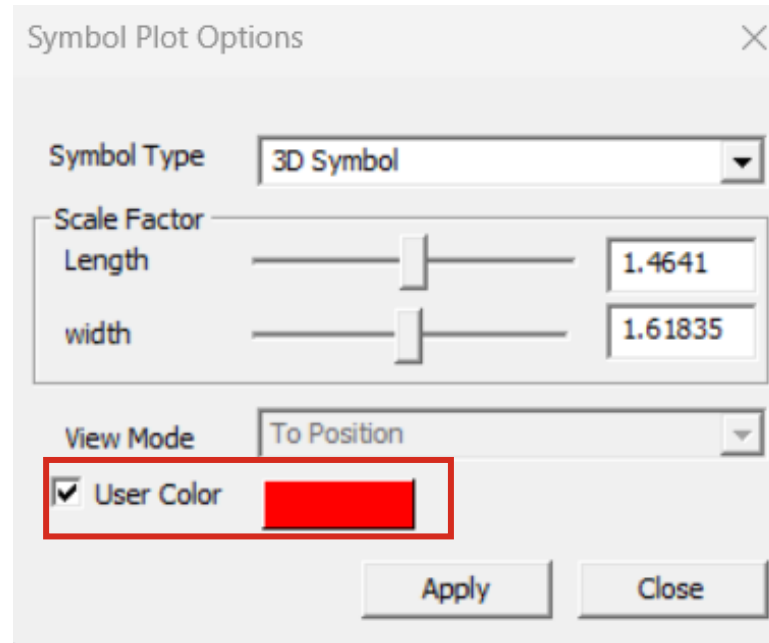 Symbol Plot Options
Symbol Type 3D Symbol
Scale Factor
Length 1.4641
width 1.61835
View Mode To Position
User Color
Apply Close